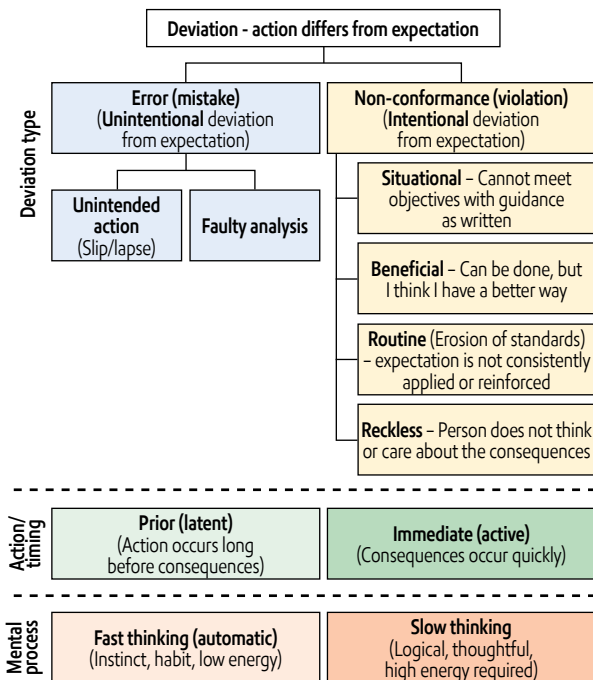 Deviation - action differs from expectation
Deviation type
Error (mistake)
(Unintentional deviation
from expectation)
Non-conformance (violation)
(Intentional deviation
from expectation)
Unintended
action
(Slip/lapse)
Faulty analysis
Situational – Cannot meet
objectives with guidance
as written
Beneficial – Can be done, but
I think I have a better way
Routine (Erosion of standards)
– expectation is not consistently
applied or reinforced
Reckless – Person does not think
or care about the consequences
Action/
timing
Prior (latent)
(Action occurs long
before consequences)
Immediate (active)
(Consequences occur quickly)
Mental
process
Fast thinking (automatic)
(Instinct, habit, low energy)
Slow thinking
(Logical, thoughtful,
high energy required)